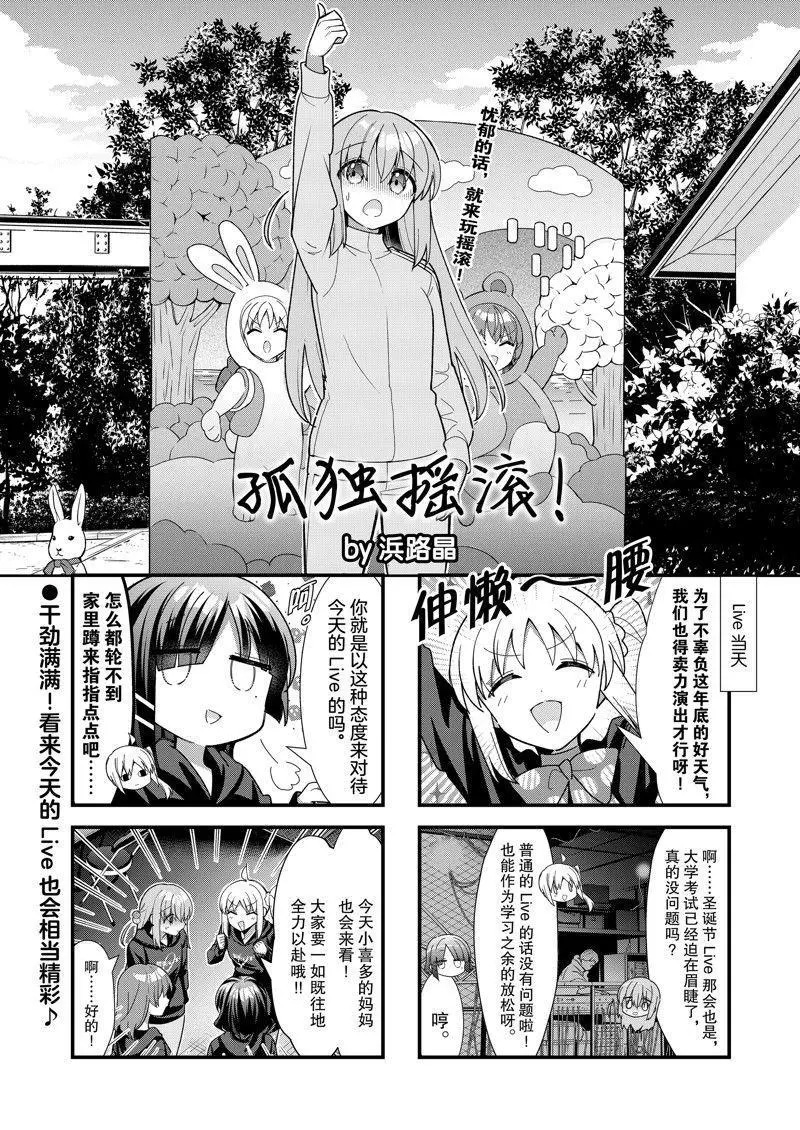 忧郁的话，就来玩摇滚！
孤独摇滚！
by 浜路晶
Live 当天
为了不辜负这年底的好天气，
我们也得卖力演出才行呀！
伸懒～腰
啊……圣诞节 Live 那会也是，
大学考试已经迫在眉睫了，
真的没问题吗？
普通的 Live 的话没有问题啦！
也能作为学习之余的放松呀。
哼。
你就是以这种态度来对待
今天的 Live 的吗。
呵。
怎么都轮不到
家里蹲来指指点点吧……
今天小喜多的妈妈
也会来看！
大家要一如既往地
全力以赴哦!!
啊……好的！
●干劲满满！看来今天的 Live 也会相当精彩♪